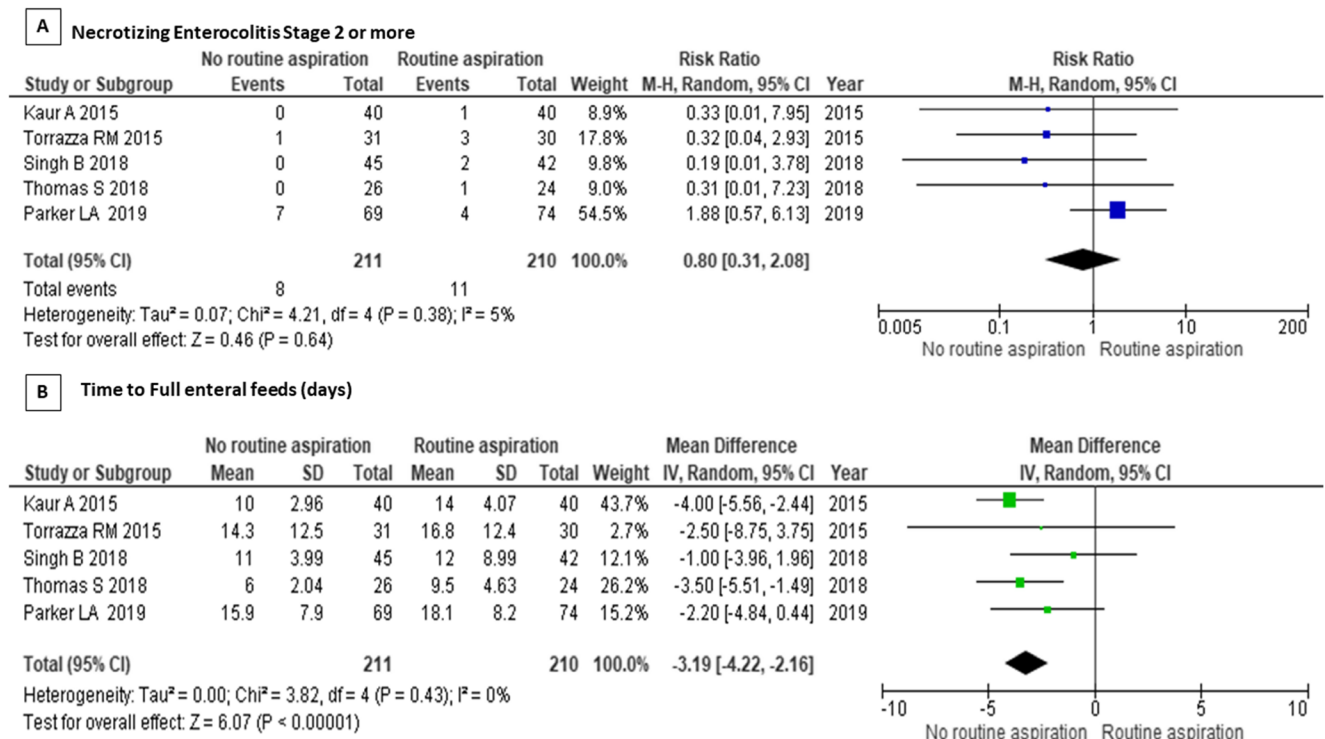 A Necrotizing Enterocolitis Stage 2 or more
No routine aspiration Routine aspiration Risk Ratio Risk Ratio
Study or Subgroup Events Total Events Total Weight M-H, Random, 95% CI Year M-H, Random, 95% CI
Kaur A 2015 0 40 1 40 8.9% 0.33 [0.01, 7.95] 2015
Torrazza RM 2015 1 31 3 30 17.8% 0.32 [0.04, 2.93] 2015
Singh B 2018 0 45 2 42 9.8% 0.19 [0.01, 3.78] 2018
Thomas S 2018 0 26 1 24 9.0% 0.31 [0.01, 7.23] 2018
Parker LA 2019 7 69 4 74 54.5% 1.88 [0.57, 6.13] 2019
Total (95% CI) 211 210 100.0% 0.80 [0.31, 2.08]
Total events 8 11
Heterogeneity: Tau² = 0.07; Chi² = 4.21, df = 4 (P = 0.38); I² = 5%
Test for overall effect: Z = 0.46 (P = 0.64)
0.005 0.1 1 10 200
No routine aspiration Routine aspiration
B Time to Full enteral feeds (days)
No routine aspiration Routine aspiration Mean Difference Mean Difference
Study or Subgroup Mean SD Total Mean SD Total Weight IV, Random, 95% CI Year IV, Random, 95% CI
Kaur A 2015 10 2.96 40 14 4.07 40 43.7% -4.00 [-5.56, -2.44] 2015
Torrazza RM 2015 14.3 12.5 31 16.8 12.4 30 2.7% -2.50 [-8.75, 3.75] 2015
Singh B 2018 11 3.99 45 12 8.99 42 12.1% -1.00 [-3.96, 1.96] 2018
Thomas S 2018 6 2.04 26 9.5 4.63 24 26.2% -3.50 [-5.51, -1.49] 2018
Parker LA 2019 15.9 7.9 69 18.1 8.2 74 15.2% -2.20 [-4.84, 0.44] 2019
Total (95% CI) 211 210 100.0% -3.19 [-4.22, -2.16]
Heterogeneity: Tau² = 0.00; Chi² = 3.82, df = 4 (P = 0.43); I² = 0%
Test for overall effect: Z = 6.07 (P < 0.00001)
-10 -5 0 5 10
No routine aspiration Routine aspiration